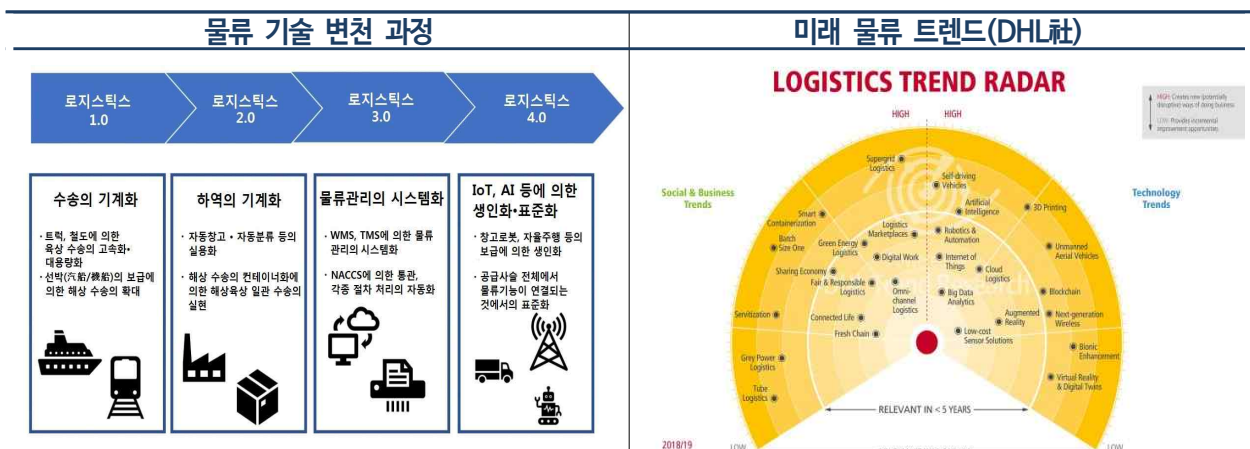 물류 기술 변천 과정
미래 물류 트렌드(DHL社)
로지스틱스
1.0
로지스틱스
2.0
로지스틱스
3.0
로지스틱스
4.0
수송의 기계화
· 트럭, 철도에 의한
육상 수송의 고속화•
대용량화
· 선박(汽船/機船)의 보급에
의한 해상 수송의 확대
하역의 기계화
· 자동창고·자동분류 등의
실용화
· 해상 수송의 컨테이너화에
의한 해상육상 일관 수송의
실현
물류관리의 시스템화
· WMS, TMS에 의한 물류
관리의 시스템화
· NACCS에 의한 통관,
각종 절차 처리의 자동화
IoT, AI 등에 의한
생인화•표준화
· 창고로봇, 자율주행 등의
보급에 의한 생인화
· 공급사슬 전체에서
물류기능이 연결되는
것에서의 표준화
LOGISTICS TREND RADAR
HIGH: Creates new (potentially
disruptive) ways of doing business
LOW: Provides incremental
improvement opportunities
HIGH
HIGH
Social & Business
Trends
Technology
Trends
Supergrid
Logistics
Self-driving
Vehicles
Smart
Containerization
Artificial
Intelligence
3D Printing
Logistics
Marketplaces
Robotics &
Automation
Batch
Size One
Green Energy
Logistics
Unmanned
Aerial Vehicles
Digital Work
Internet of
Things
Cloud
Logistics
Sharing Economy
Fair & Responsible
Logistics
Omni-
channel
Logistics
Big Data
Analytics
Blockchain
Servitization
Connected Life
Augmented
Reality
Next-generation
Wireless
Fresh Chain
Low-cost
Sensor Solutions
Bionic
Enhancement
Grey Power
Logistics
Virtual Reality
& Digital Twins
Tube
Logistics
RELEVANT IN < 5 YEARS
2018/19
LOW
LOW